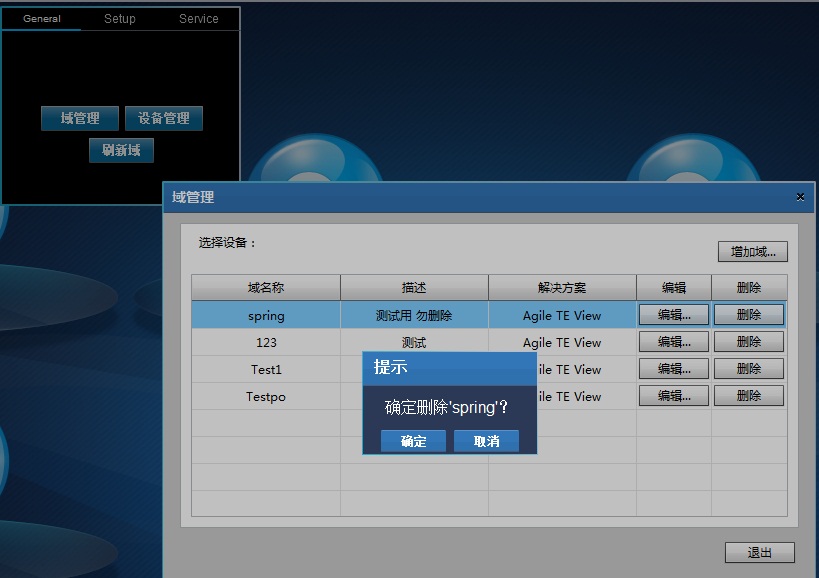 General Setup Service
域管理 设备管理
刷新域
域管理
选择设备：
增加域...
域名称 描述 解决方案 编辑 删除
spring 测试用 勿删除 Agile TE View 编辑... 删除
123 测试 Agile TE View 编辑... 删除
Test1 ile TE View 编辑... 删除
Testpo ile TE View 编辑... 删除
提示
确定删除'spring'?
确定 取消
退出